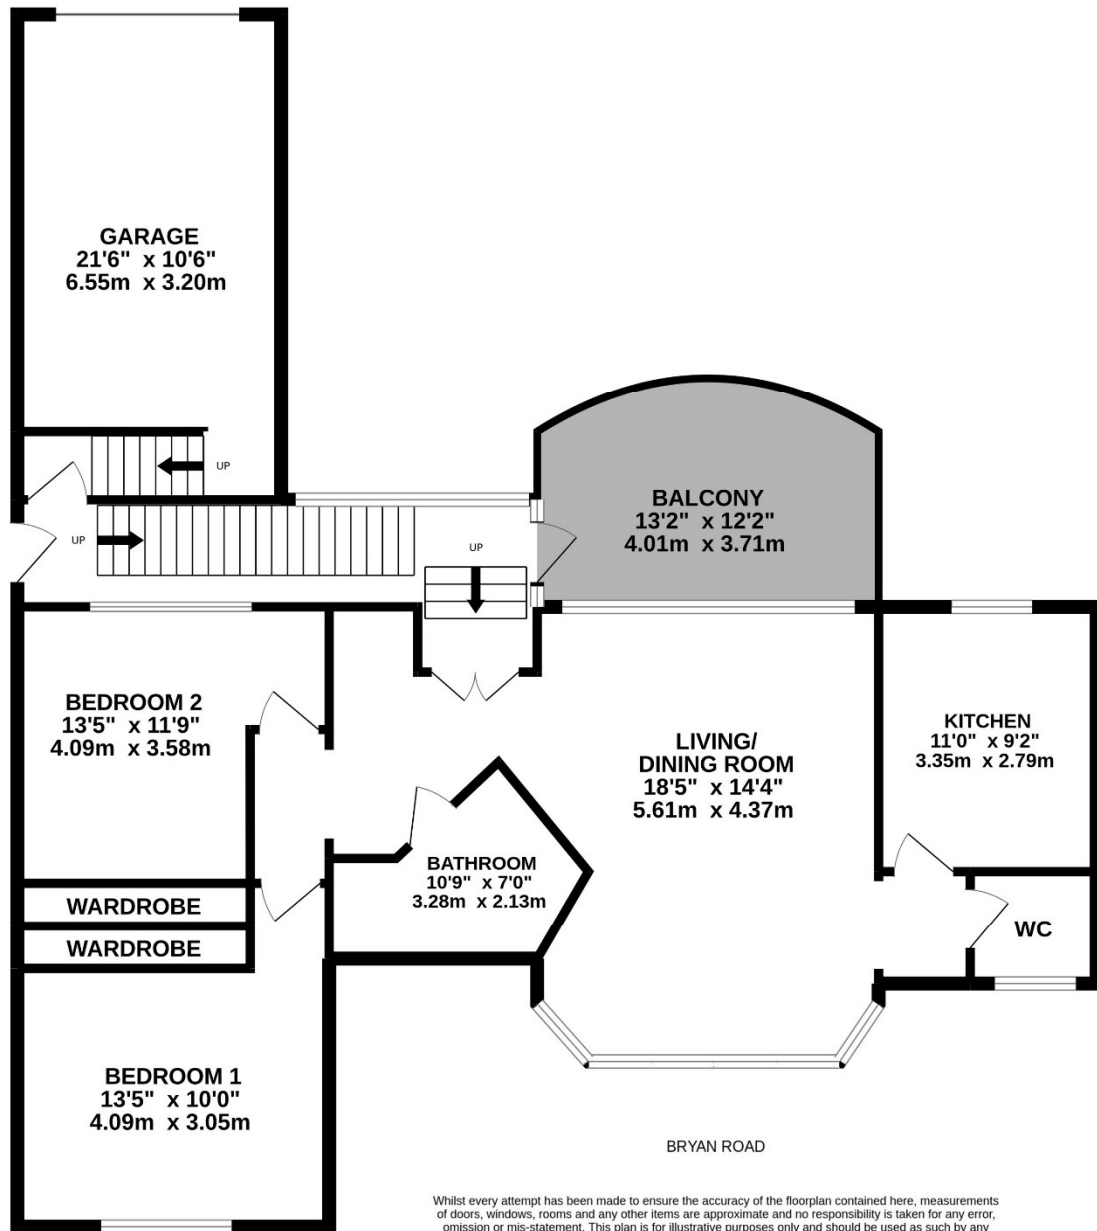 GARAGE
21'6" x 10'6"
6.55m x 3.20m
UP
UP
UP
BALCONY
13'2" x 12'2"
4.01m x 3.71m
BEDROOM 2
13'5" x 11'9"
4.09m x 3.58m
LIVING/
DINING ROOM
18'5" x 14'4"
5.61m x 4.37m
KITCHEN
11'0" x 9'2"
3.35m x 2.79m
BATHROOM
10'9" x 7'0"
3.28m x 2.13m
WARDROBE
WARDROBE
WC
BEDROOM 1
13'5" x 10'0"
4.09m x 3.05m
BRYAN ROAD
Whilst every attempt has been made to ensure the accuracy of the floorplan contained here, measurements
of doors, windows, rooms and any other items are approximate and no responsibility is taken for any error,
omission or mis-statement. This plan is for illustrative purposes only and should be used as such by any